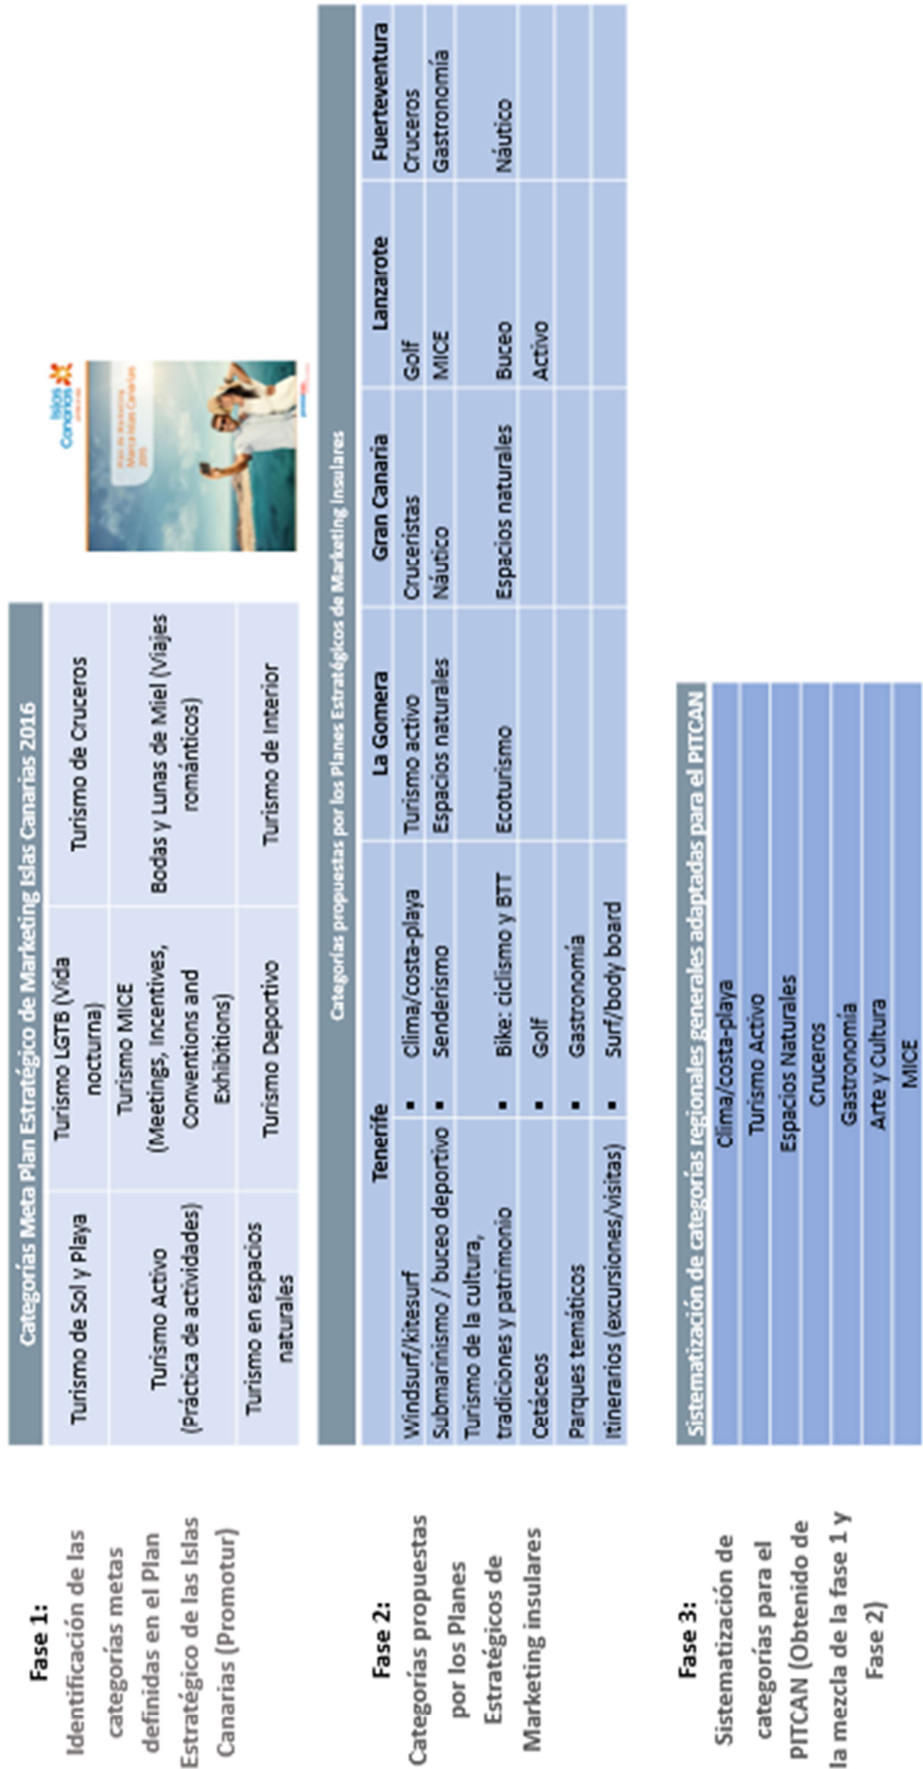 Fase 1:
Identificación de las
categorías metas
definidas en el Plan
Estratégico de las Islas
Canarias (Promotur)
Categorías Meta Plan Estratégico de Marketing Islas Canarias 2016
Turismo de Sol y Playa
Turismo LGTB (Vida
nocturna)
Turismo de Cruceros
Turismo Activo
(Práctica de actividades)
Turismo MICE
(Meetings, Incentives,
Conventions and
Exhibitions)
Bodas y Lunas de Miel (Viajes
románticos)
Turismo en espacios
naturales
Turismo Deportivo
Turismo de Interior
Islas
Canarias
Plan de Marketing
Marca Islas Canarias
2015
Fase 2:
Categorías propuestas
por los Planes
Estratégicos de
Marketing insulares
Categorías propuestas por los Planes Estratégicos de Marketing Insulares
Tenerife
La Gomera
Gran Canaria
Lanzarote
Fuerteventura
Windsurf/kitesurf
▪ Clima/costa-playa
Turismo activo
Cruceristas
Golf
Cruceros
Submarinismo / buceo deportivo
▪ Senderismo
Espacios naturales
Náutico
MICE
Gastronomía
Turismo de la cultura,
tradiciones y patrimonio
▪ Bike: ciclismo y BTT
Ecoturismo
Espacios naturales
Buceo
Náutico
Cetáceos
▪ Golf
Activo
Parques temáticos
▪ Gastronomía
Itinerarios (excursiones/visitas)
▪ Surf/body board
Fase 3:
Sistematización de
categorías para el
PITCAN (Obtenido de
la mezcla de la fase 1 y
Fase 2)
Sistematización de categorías regionales generales adaptadas para el PITCAN
Clima/costa-playa
Turismo Activo
Espacios Naturales
Cruceros
Gastronomía
Arte y Cultura
MICE